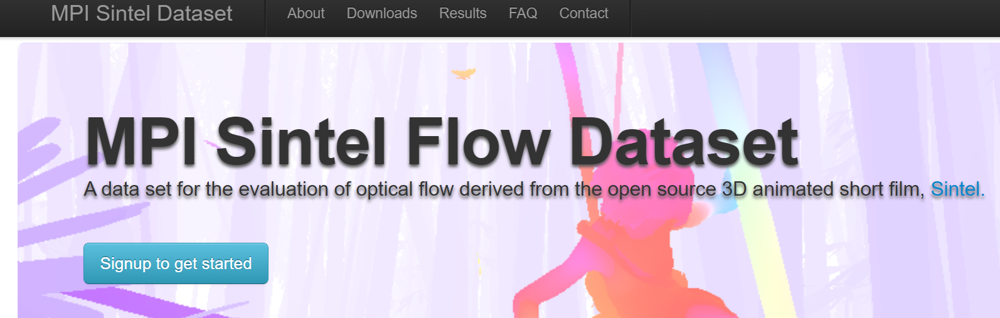 MPI Sintel Dataset About Downloads Results FAQ Contact
MPI Sintel Flow Dataset
A data set for the evaluation of optical flow derived from the open source 3D animated short film, Sintel.
Signup to get started